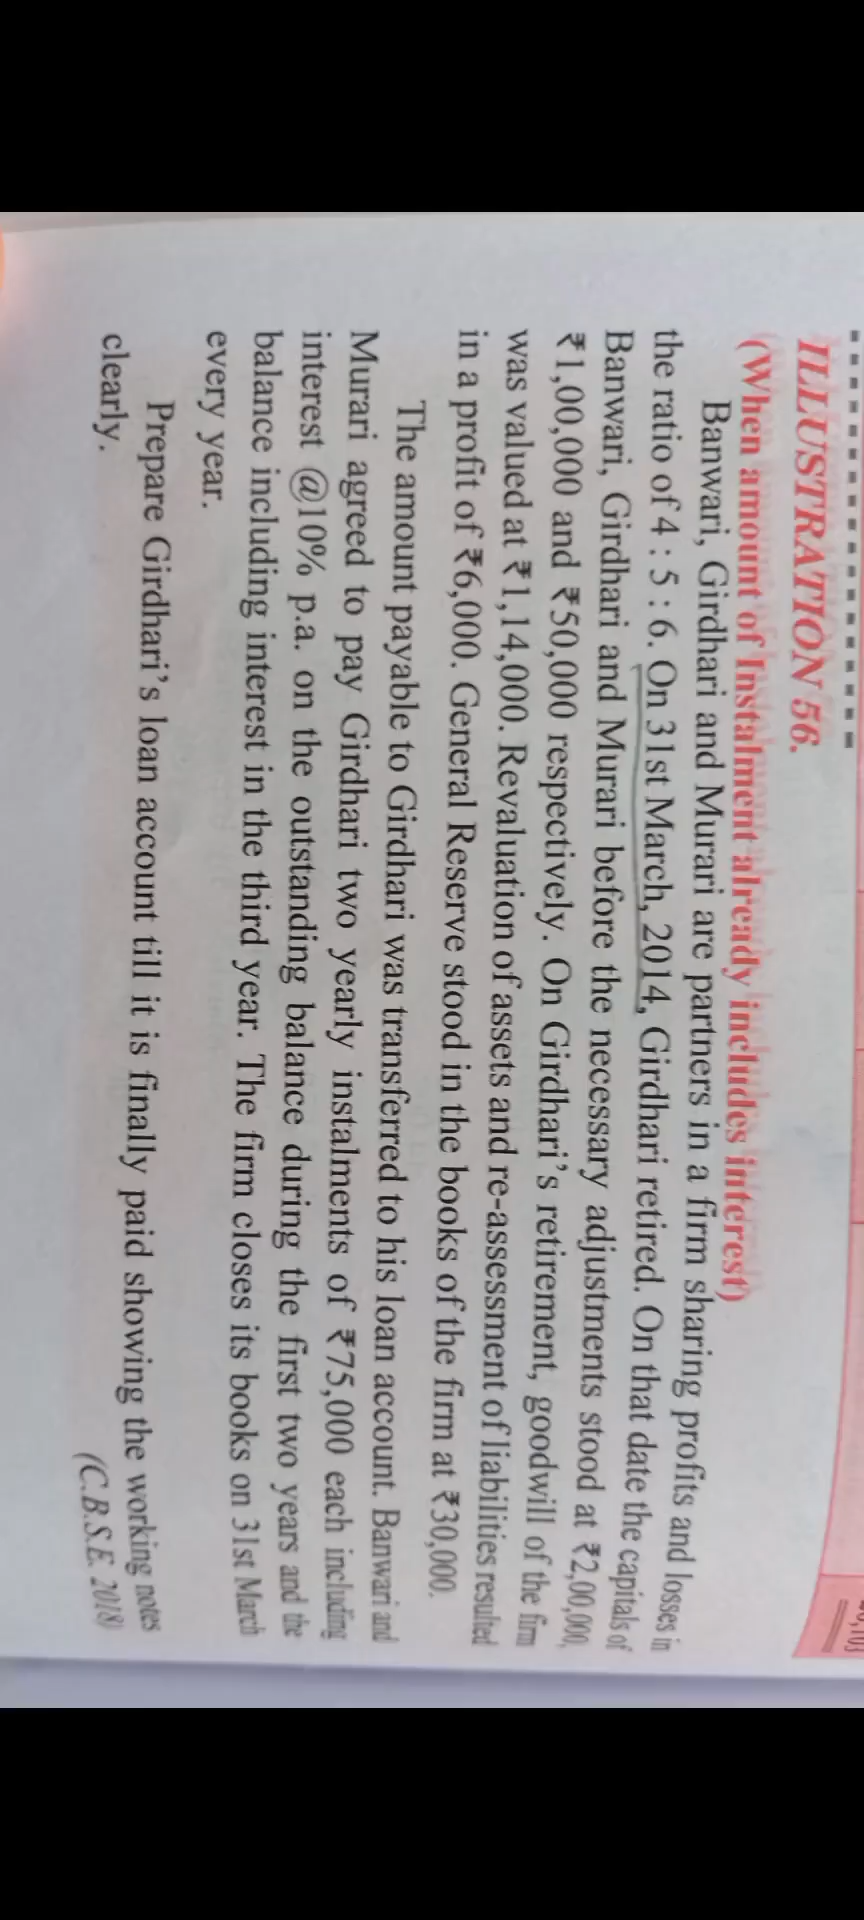 6,103
ILLUSTRATION 56.
(When amount of Instalment already includes interest)
Banwari, Girdhari and Murari are partners in a firm sharing profits and losses in
the ratio of 4 : 5 : 6. On 31st March, 2014, Girdhari retired. On that date the capitals of
Banwari, Girdhari and Murari before the necessary adjustments stood at ₹2,00,000,
₹1,00,000 and ₹50,000 respectively. On Girdhari's retirement, goodwill of the firm
was valued at ₹1,14,000. Revaluation of assets and re-assessment of liabilities resulted
in a profit of ₹6,000. General Reserve stood in the books of the firm at ₹30,000.
The amount payable to Girdhari was transferred to his loan account. Banwari and
Murari agreed to pay Girdhari two yearly instalments of ₹75,000 each including
interest @10% p.a. on the outstanding balance during the first two years and the
balance including interest in the third year. The firm closes its books on 31st March
every year.
Prepare Girdhari's loan account till it is finally paid showing the working notes
clearly.
(C.B.S.E. 2018)